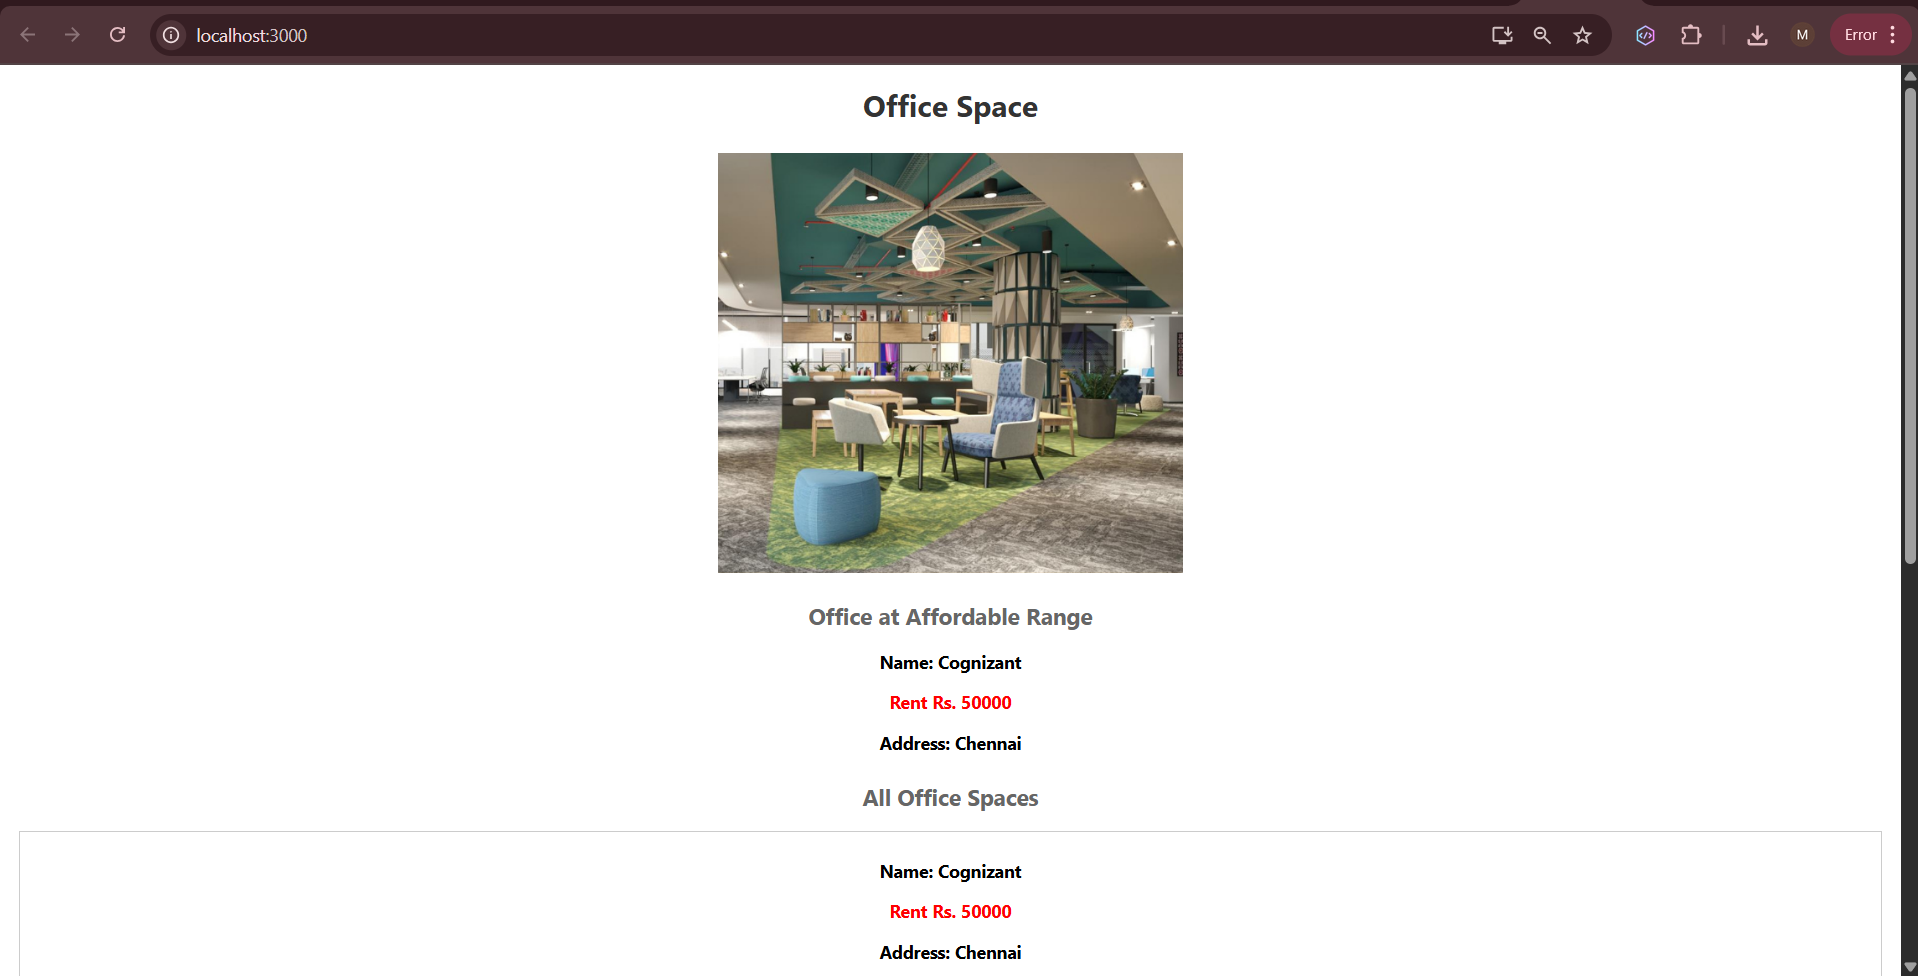 localhost:3000
M
Error
Office Space
Office at Affordable Range
Name: Cognizant
Rent Rs. 50000
Address: Chennai
All Office Spaces
Name: Cognizant
Rent Rs. 50000
Address: Chennai